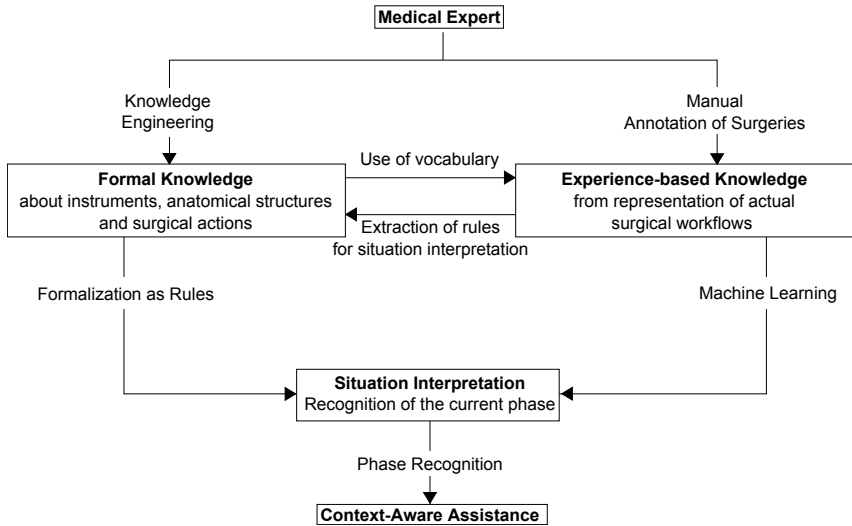 Medical Expert
Knowledge
Engineering
Manual
Annotation of Surgeries
Formal Knowledge
about instruments, anatomical structures
and surgical actions
Use of vocabulary
Extraction of rules
for situation interpretation
Experience-based Knowledge
from representation of actual
surgical workflows
Formalization as Rules
Machine Learning
Situation Interpretation
Recognition of the current phase
Phase Recognition
Context-Aware Assistance